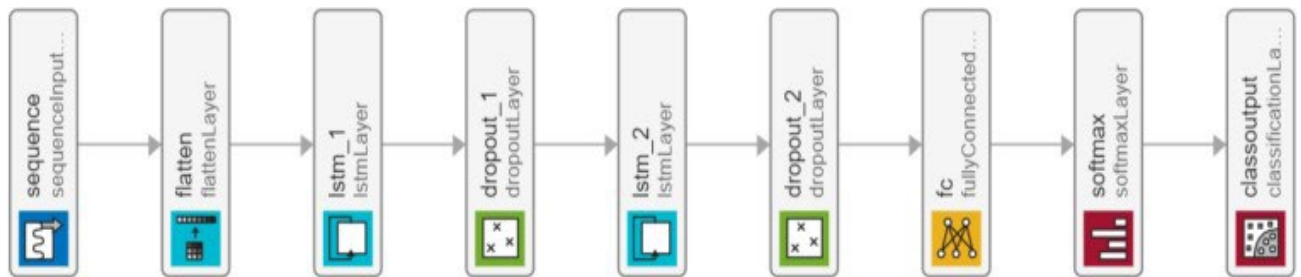 sequence
sequenceInput...
flatten
flattenLayer
lstm_1
lstmLayer
dropout_1
dropoutLayer
lstm_2
lstmLayer
dropout_2
dropoutLayer
fc
fullyConnected...
softmax
softmaxLayer
classoutput
classificationLa...